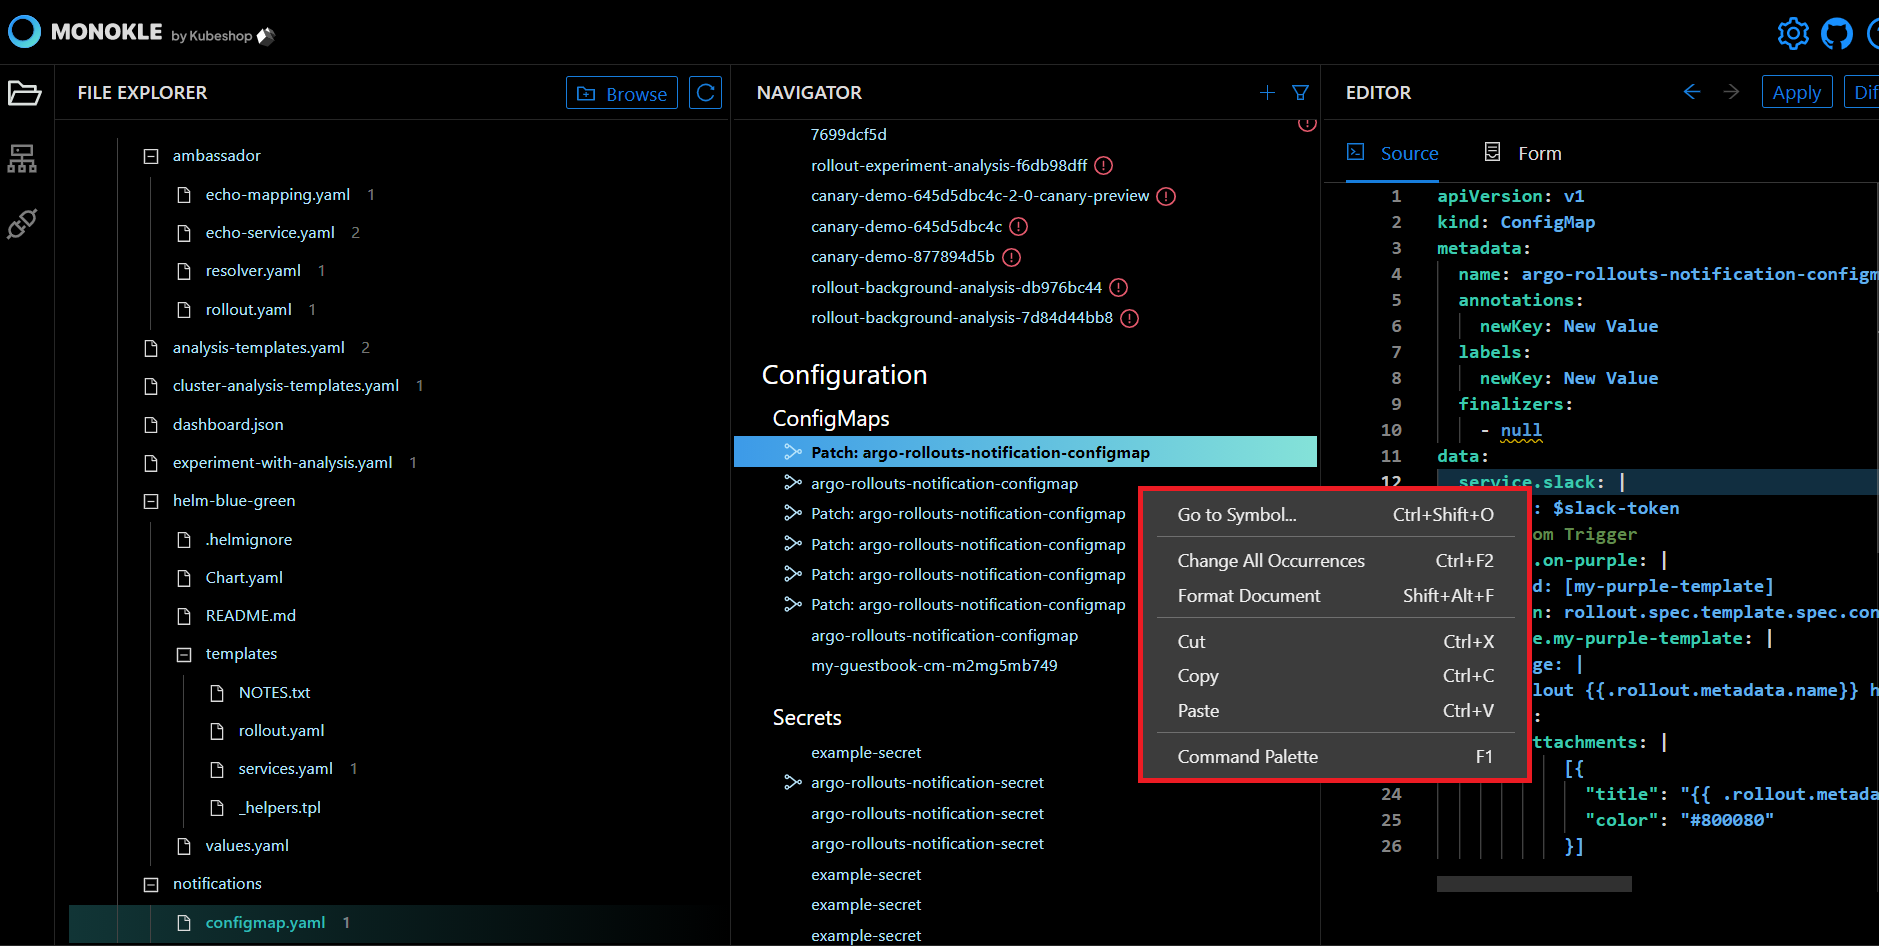 MONOKLE by Kubeshop
FILE EXPLORER
Browse
ambassador
echo-mapping.yaml 1
echo-service.yaml 2
resolver.yaml 1
rollout.yaml 1
analysis-templates.yaml 2
cluster-analysis-templates.yaml 1
dashboard.json
experiment-with-analysis.yaml 1
helm-blue-green
.helmignore
Chart.yaml
README.md
templates
NOTES.txt
rollout.yaml
services.yaml 1
_helpers.tpl
values.yaml
notifications
configmap.yaml 1
NAVIGATOR
7699dcf5d
rollout-experiment-analysis-f6db98dff
canary-demo-645d5dbc4c-2-0-canary-preview
canary-demo-645d5dbc4c
canary-demo-877894d5b
rollout-background-analysis-db976bc44
rollout-background-analysis-7d84d44bb8
Configuration
ConfigMaps
Patch: argo-rollouts-notification-configmap
argo-rollouts-notification-configmap
Patch: argo-rollouts-notification-configmap
Patch: argo-rollouts-notification-configmap
Patch: argo-rollouts-notification-configmap
Patch: argo-rollouts-notification-configmap
argo-rollouts-notification-configmap
my-guestbook-cm-m2mg5mb749
Secrets
example-secret
argo-rollouts-notification-secret
argo-rollouts-notification-secret
argo-rollouts-notification-secret
example-secret
example-secret
example-secret
Go to Symbol... Ctrl+Shift+O
Change All Occurrences Ctrl+F2
Format Document Shift+Alt+F
Cut Ctrl+X
Copy Ctrl+C
Paste Ctrl+V
Command Palette F1
EDITOR
Apply
Dif
Source
Form
1 apiVersion: v1
2 kind: ConfigMap
3 metadata:
4 name: argo-rollouts-notification-configm
5 annotations:
6 newKey: New Value
7 labels:
8 newKey: New Value
9 finalizers:
10 - null
11 data:
12 service.slack: |
: $slack-token
om Trigger
.on-purple: |
d: [my-purple-template]
n: rollout.spec.template.spec.con
e.my-purple-template: |
ge: |
lout {{.rollout.metadata.name}} h
:
ttachments: |
[{
24 "title": "{{ .rollout.metada
25 "color": "#800080"
26 }]